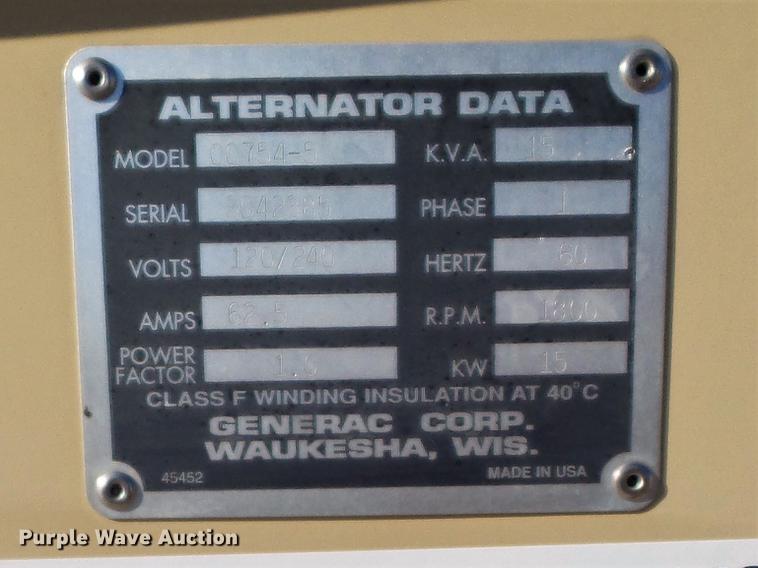 ALTERNATOR DATA
MODEL 00754-5 K.V.A. 15
SERIAL PHASE 1
VOLTS 120/240 HERTZ 60
AMPS 62.5 R.P.M. 1800
POWER FACTOR 1.0 KW 15
CLASS F WINDING INSULATION AT 40°C
GENERAC CORP.
WAUKESHA, WIS.
45452 MADE IN USA
Purple Wave Auction